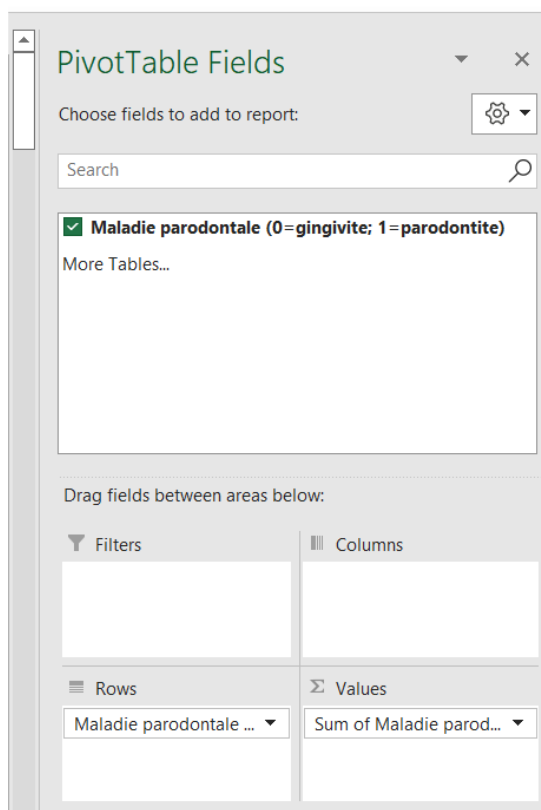 PivotTable Fields
Choose fields to add to report:
Search
Maladie parodontale (0=gingivite; 1=parodontite)
More Tables...
Drag fields between areas below:
Filters
Columns
Rows
Σ Values
Maladie parodontale ...
Sum of Maladie parod...